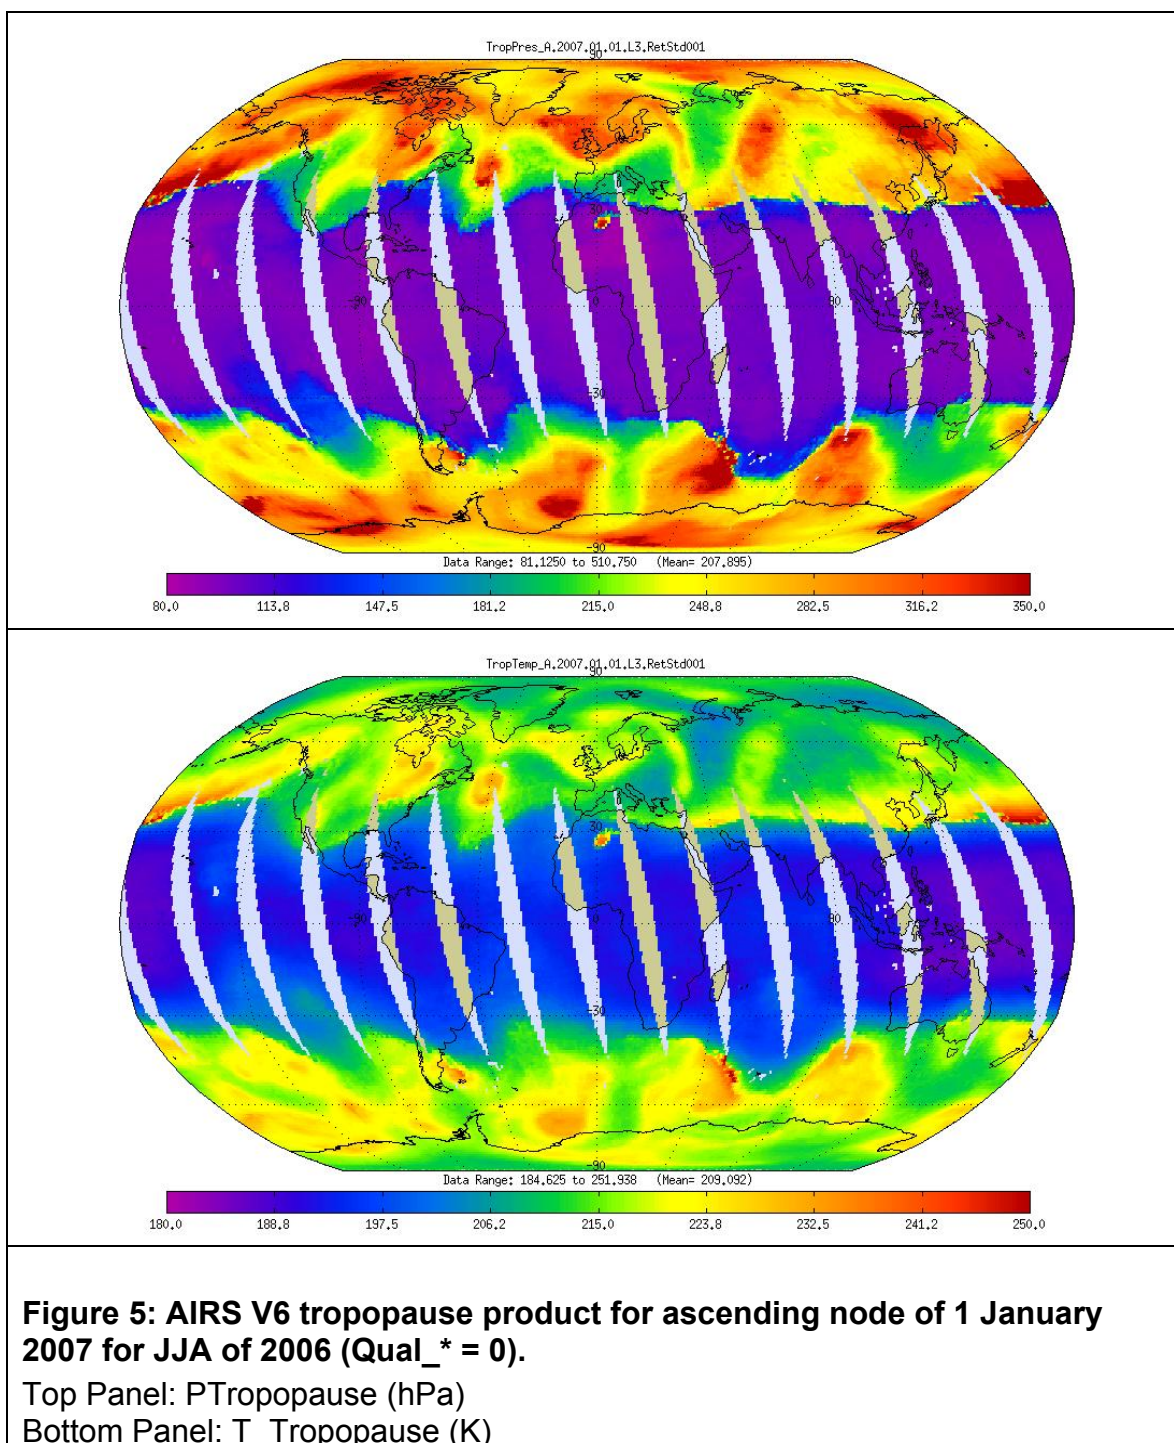 TropPres_A.2007.01.01.L3.RetStd001
90
30
-90 0 90
-30
-90
Data Range: 81.1250 to 510.750 (Mean= 207.895)
80.0 113.8 147.5 181.2 215.0 248.8 282.5 316.2 350.0
TropTemp_A.2007.01.01.L3.RetStd001
90
30
-90 0 90
-30
-90
Data Range: 184.625 to 251.938 (Mean= 209.092)
180.0 188.8 197.5 206.2 215.0 223.8 232.5 241.2 250.0
Figure 5: AIRS V6 tropopause product for ascending node of 1 January
2007 for JJA of 2006 (Qual_* = 0).
Top Panel: PTropopause (hPa)
Bottom Panel: T_Tropopause (K)